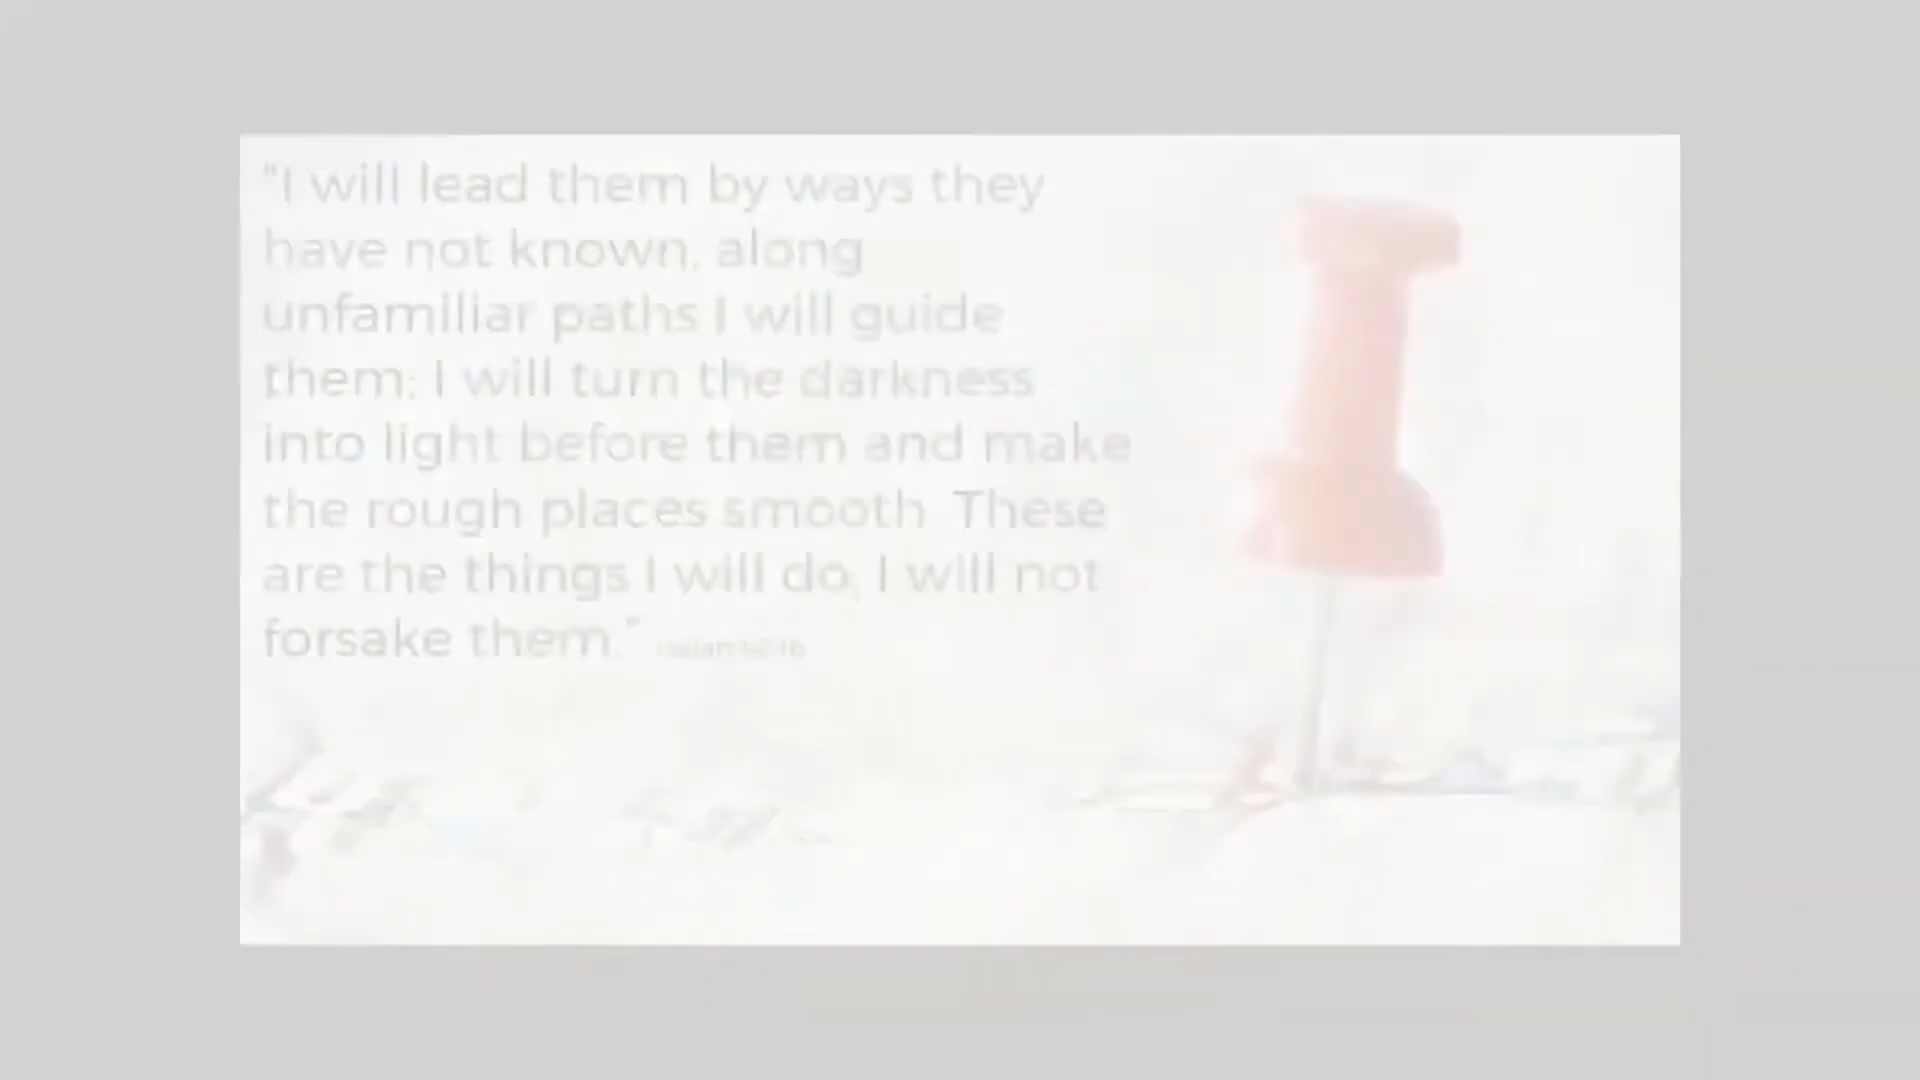 "I will lead them by ways they
have not known, along
unfamiliar paths I will guide
them; I will turn the darkness
into light before them and make
the rough places smooth. These
are the things I will do; I will not
forsake them."